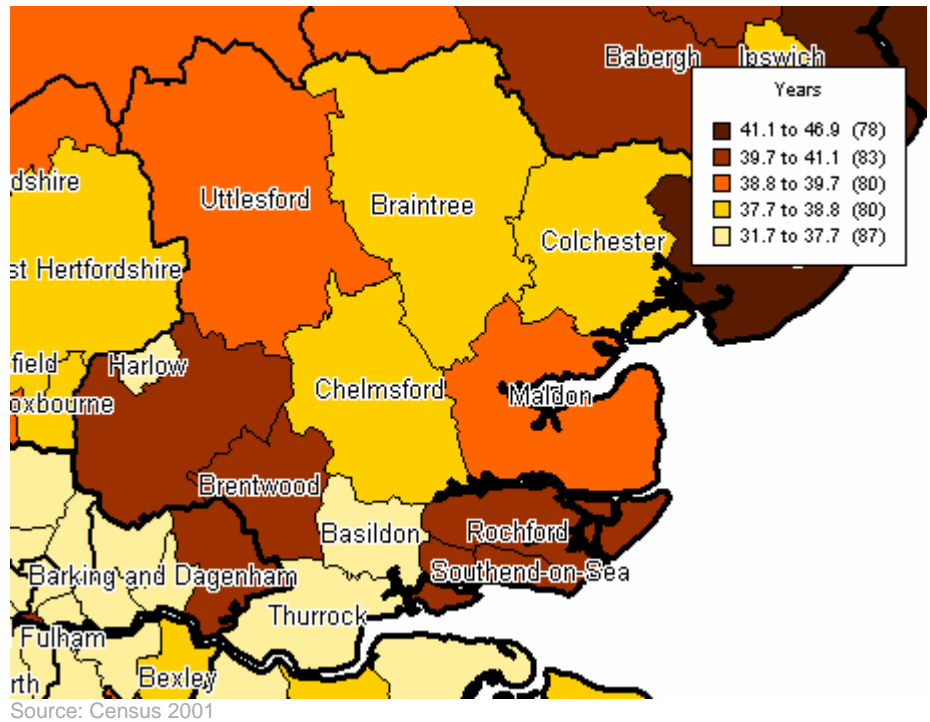 Babergh
Ipswich
Years
41.1 to 46.9 (78)
39.7 to 41.1 (83)
38.8 to 39.7 (80)
37.7 to 38.8 (80)
31.7 to 37.7 (87)
dshire
Uttlesford
Braintree
Colchester
st Hertfordshire
field
Harlow
oxbourne
Chelmsford
Maldon
Brentwood
Basildon
Rochford
Southend-on-Sea
Barking and Dagenham
Thurrock
Fulham
rth
Bexley
Source: Census 2001